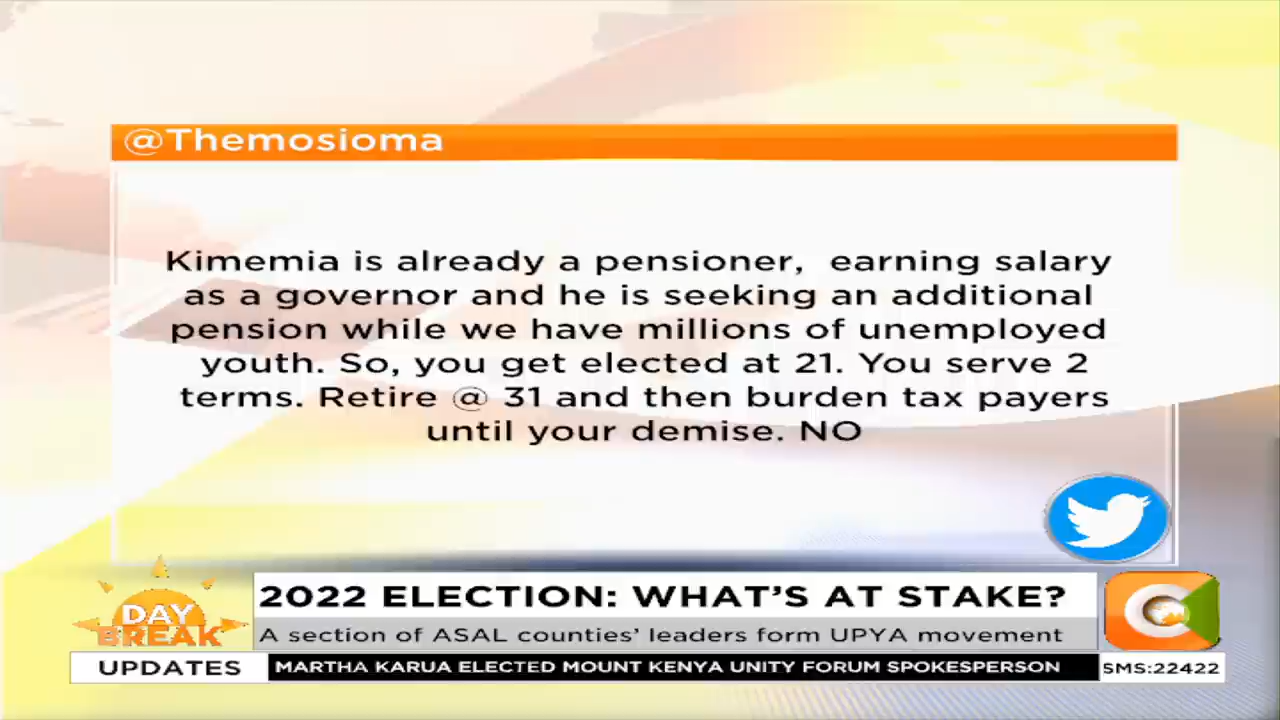 @Themosioma
Kimemia is already a pensioner, earning salary
as a governor and he is seeking an additional
pension while we have millions of unemployed
youth. So, you get elected at 21. You serve 2
terms. Retire @ 31 and then burden tax payers
until your demise. NO
DAY
BREAK
2022 ELECTION: WHAT'S AT STAKE?
A section of ASAL counties' leaders form UPYA movement
UPDATES
MARTHA KARUA ELECTED MOUNT KENYA UNITY FORUM SPOKESPERSON
SMS:22422